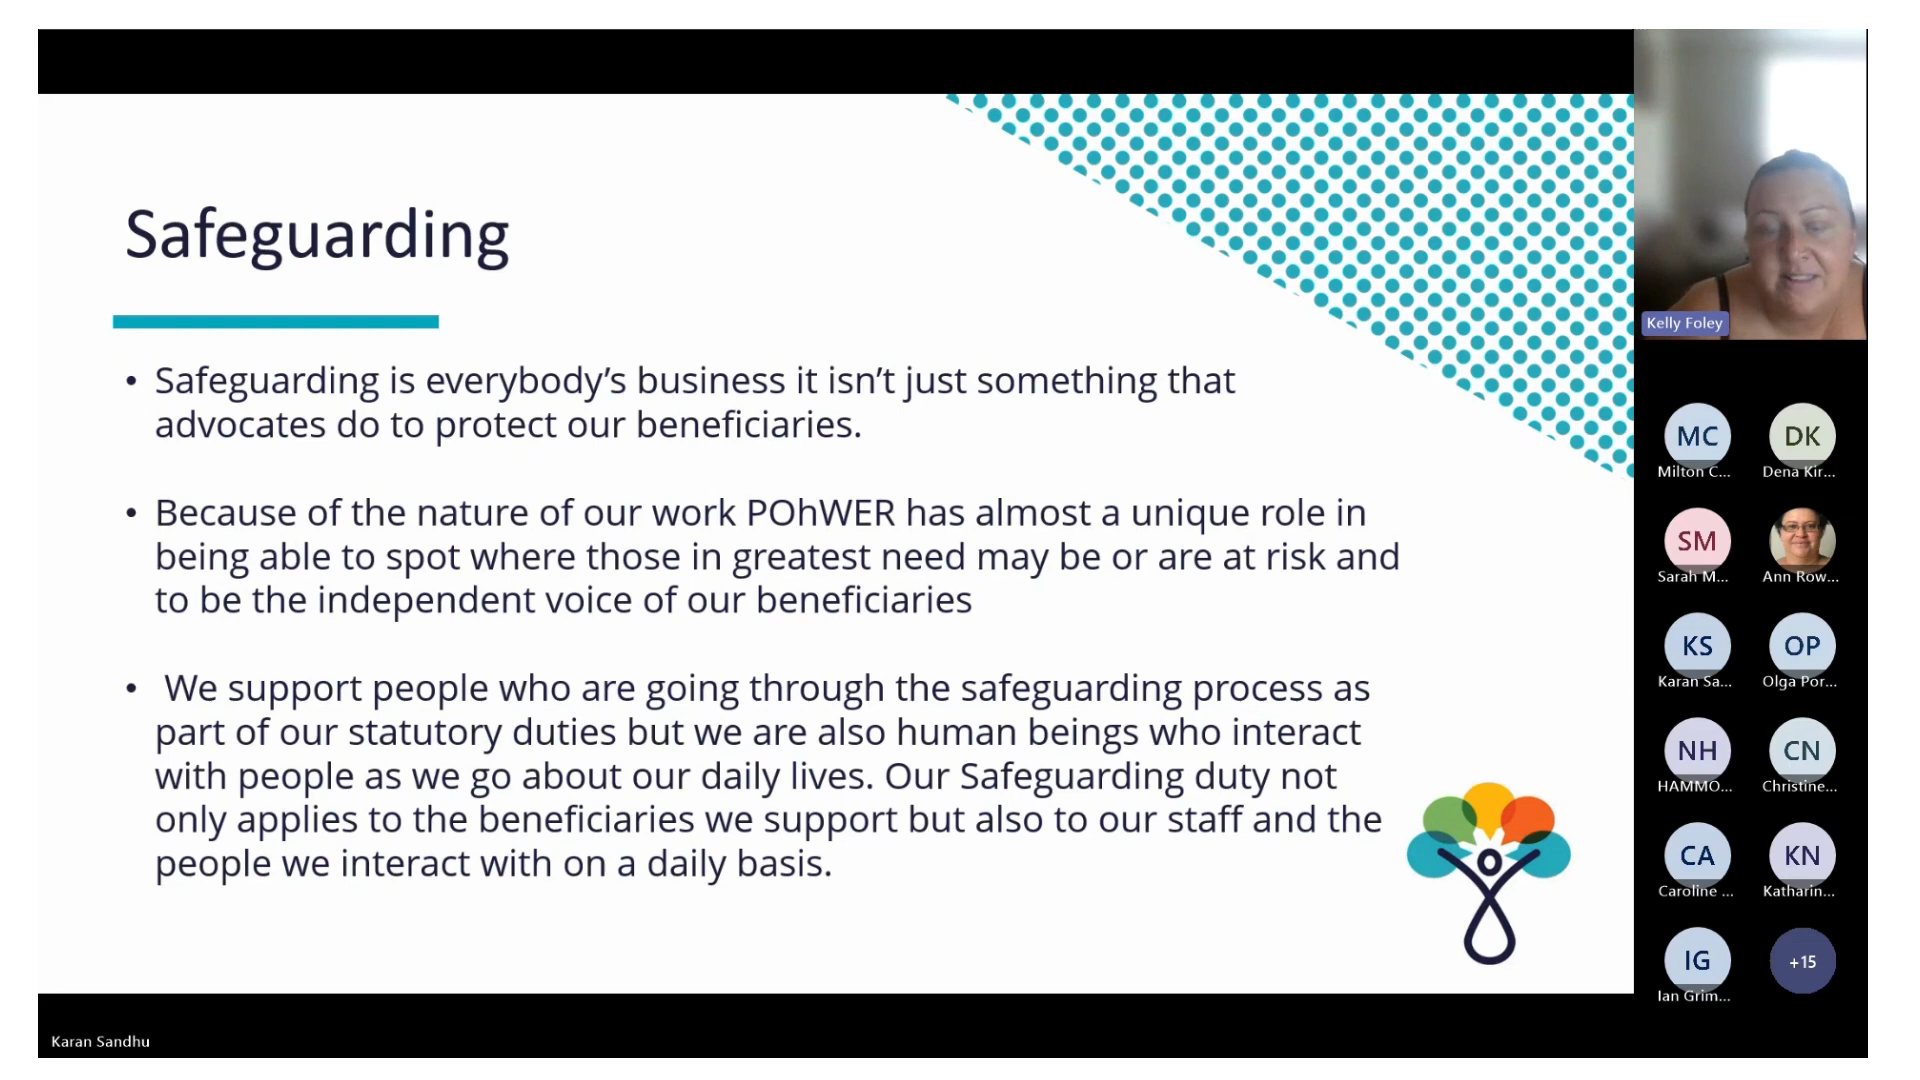 Safeguarding
• Safeguarding is everybody’s business it isn’t just something that
advocates do to protect our beneficiaries.
• Because of the nature of our work POhWER has almost a unique role in
being able to spot where those in greatest need may be or are at risk and
to be the independent voice of our beneficiaries
• We support people who are going through the safeguarding process as
part of our statutory duties but we are also human beings who interact
with people as we go about our daily lives. Our Safeguarding duty not
only applies to the beneficiaries we support but also to our staff and the
people we interact with on a daily basis.
Karan Sandhu
Kelly Foley
MC
Milton C...
DK
Dena Kir...
SM
Sarah M...
Ann Row...
KS
Karan Sa...
OP
Olga Por...
NH
HAMMO...
CN
Christine...
CA
Caroline ...
KN
Katharin...
IG
Ian Grim...
+15